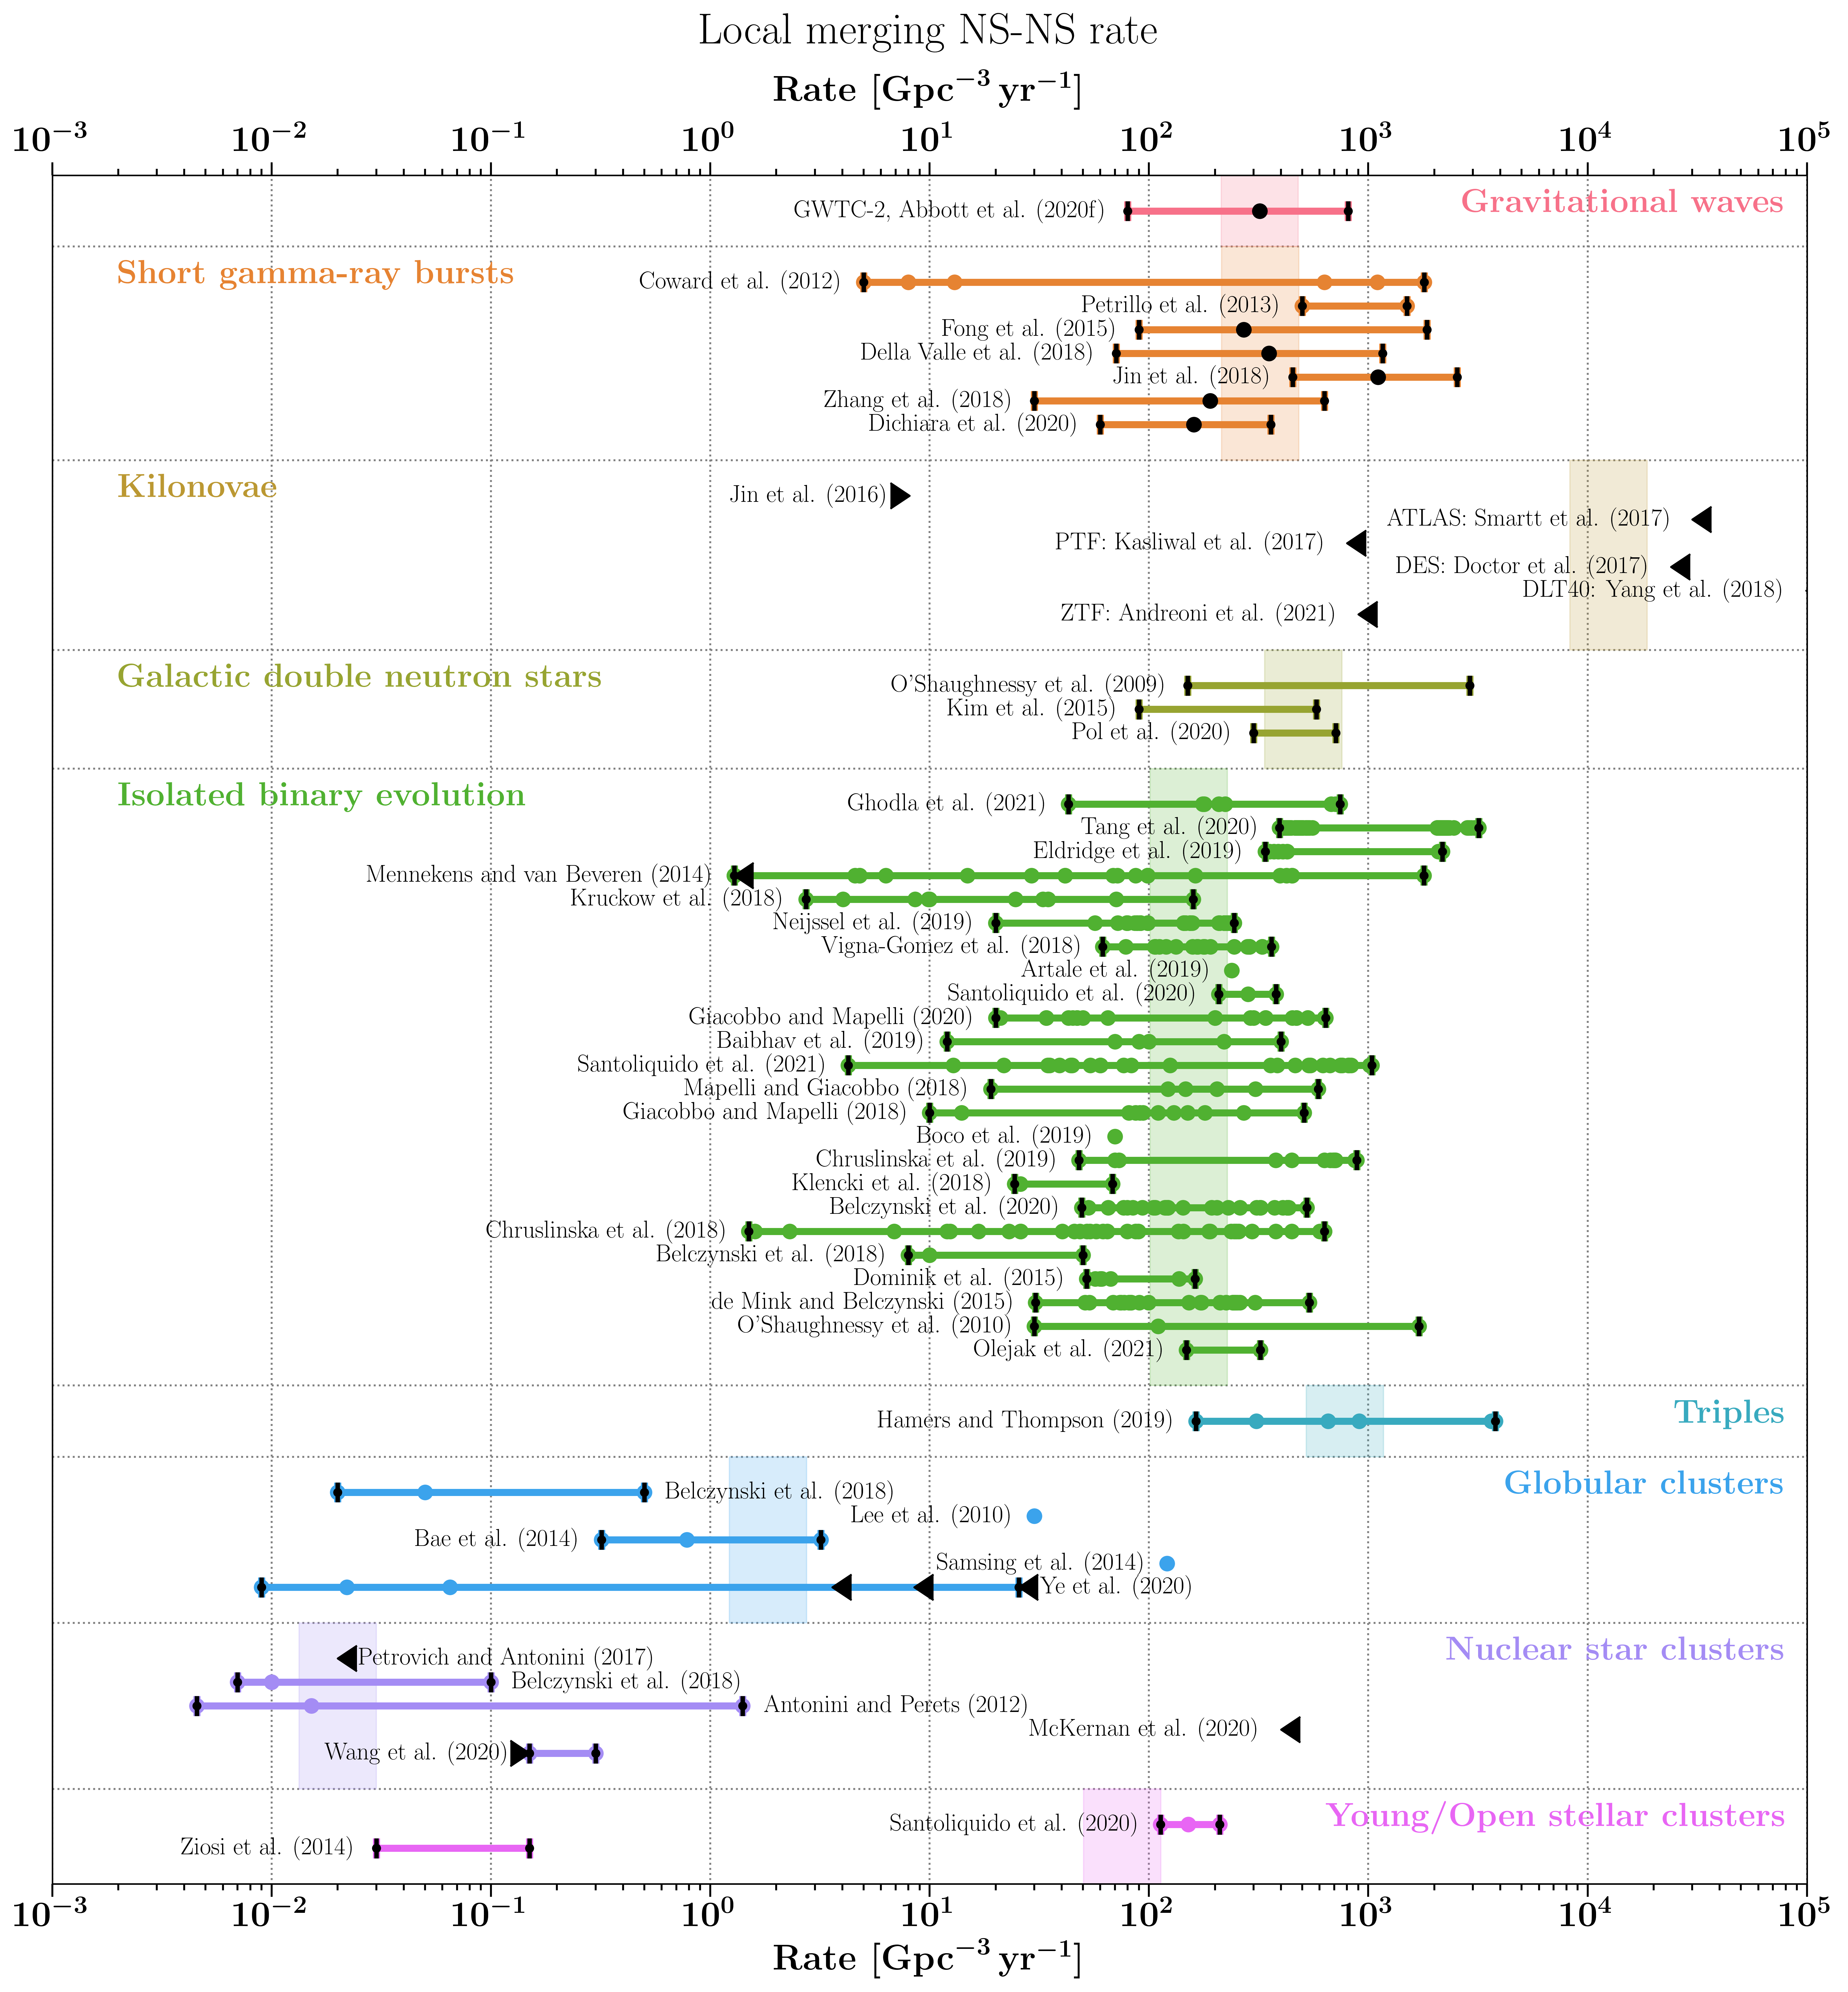 Local merging NS-NS rate
Rate [Gpc⁻³ yr⁻¹]
10⁻³ 10⁻² 10⁻¹ 10⁰ 10¹ 10² 10³ 10⁴ 10⁵
Gravitational waves
GWTC-2, Abbott et al. (2020f)
Short gamma-ray bursts
Coward et al. (2012)
Petrillo et al. (2013)
Fong et al. (2015)
Della Valle et al. (2018)
Jin et al. (2018)
Zhang et al. (2018)
Dichiara et al. (2020)
Kilonovae
Jin et al. (2016)
ATLAS: Smartt et al. (2017)
PTF: Kasliwal et al. (2017)
DES: Doctor et al. (2017)
DLT40: Yang et al. (2018)
ZTF: Andreoni et al. (2021)
Galactic double neutron stars
O'Shaughnessy et al. (2009)
Kim et al. (2015)
Pol et al. (2020)
Isolated binary evolution
Ghodla et al. (2021)
Tang et al. (2020)
Eldridge et al. (2019)
Mennekens and van Beveren (2014)
Kruckow et al. (2018)
Neijssel et al. (2019)
Vigna-Gomez et al. (2018)
Artale et al. (2019)
Santoliquido et al. (2020)
Giacobbo and Mapelli (2020)
Baibhav et al. (2019)
Santoliquido et al. (2021)
Mapelli and Giacobbo (2018)
Giacobbo and Mapelli (2018)
Boco et al. (2019)
Chruslinska et al. (2019)
Klencki et al. (2018)
Belczynski et al. (2020)
Chruslinska et al. (2018)
Belczynski et al. (2018)
Dominik et al. (2015)
de Mink and Belczynski (2015)
O'Shaughnessy et al. (2010)
Olejak et al. (2021)
Triples
Hamers and Thompson (2019)
Globular clusters
Belczynski et al. (2018)
Lee et al. (2010)
Bae et al. (2014)
Samsing et al. (2014)
Ye et al. (2020)
Nuclear star clusters
Petrovich and Antonini (2017)
Belczynski et al. (2018)
Antonini and Perets (2012)
McKernan et al. (2020)
Wang et al. (2020)
Young/Open stellar clusters
Santoliquido et al. (2020)
Ziosi et al. (2014)
10⁻³ 10⁻² 10⁻¹ 10⁰ 10¹ 10² 10³ 10⁴ 10⁵
Rate [Gpc⁻³ yr⁻¹]